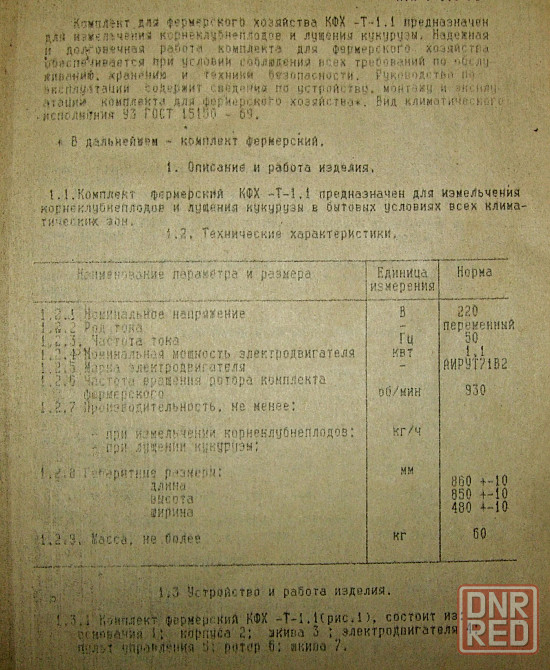 Комплект для фермерского хозяйства КФХ -Т-1.1 предназначен
для измельчения корнеклубнеплодов и лушения кукурузы. Надежная
и долговечная работа комплекта для фермерского хозяйства
обеспечивается при условии соблюдения всех требований по обслу
живанию, хранению и техники безопасности. Руководство по
эксплуатации содержит сведения по устройству, монтажу и эксплу
атации комплекта для фермерского хозяйства*. Вид климатического
исполнения У3 ГОСТ 15150 - 69.
* В дальнейшем - комплект фермерский.
1. Описание и работа изделия.
1.1.Комплект фермерский КФХ -Т-1.1 предназначен для измельчения
корнеклубнеплодов и лущения кукурузы в бытовых условиях всех клима-
тических зон.
1.2. Технические характеристики.
Наименование параметра и размера Единица измерения Норма
1.2.1 Номинальное напряжение В 220
1.2.2 Род тока - переменный
1.2.3. Частота тока Гц 50
1.2.4 Номинальная мощность электродвигателя квт 1,1
1.2.5 Марка электродвигателя - АИРУТ71В2
1.2.6 Частота вращения ротора комплекта
фермерского об/мин 930
1.2.7 Производительность, не менее:
- при измельчении корнеклубнеплодов; кг/ч
- при лущении кукурузы;
1.2.8 Габаритные размеры: мм
длина 860 +-10
высота 850 +-10
ширина 480 +-10
1.2.9. Масса, не более кг 60
1.3 Устройство и работа изделия.
1.3.1 Комплект фермерский КФХ -Т-1.1(рис.1), состоит из:
основания 1; корпуса 2; шкива 3 ; электродвигателя 4;
пульт управления 5; ротор 6; шкива 7.
DNR
RED